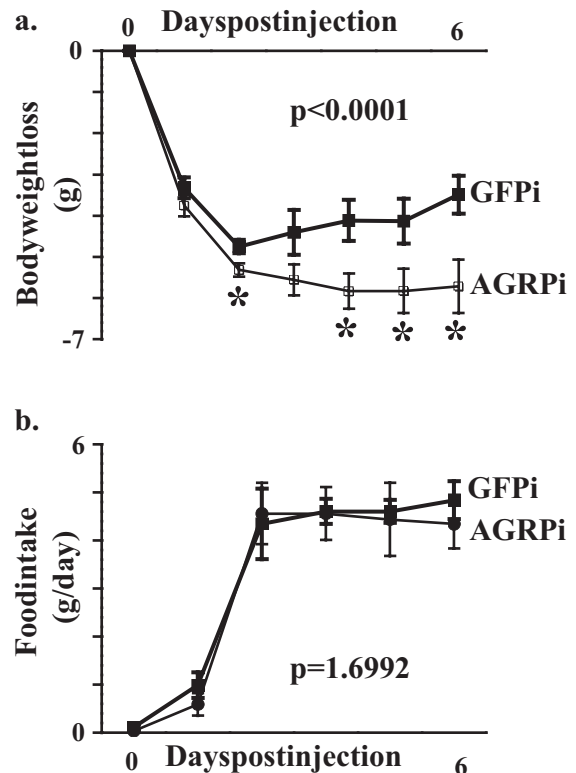 a.
0 Dayspostinjection 6
0
Bodyweightloss
(g)
p<0.0001
GFPi
AGRPi
* * * *
-7
b.
6
Foodintake
(g/day)
GFPi
AGRPi
p=1.6992
0
0 Dayspostinjection 6